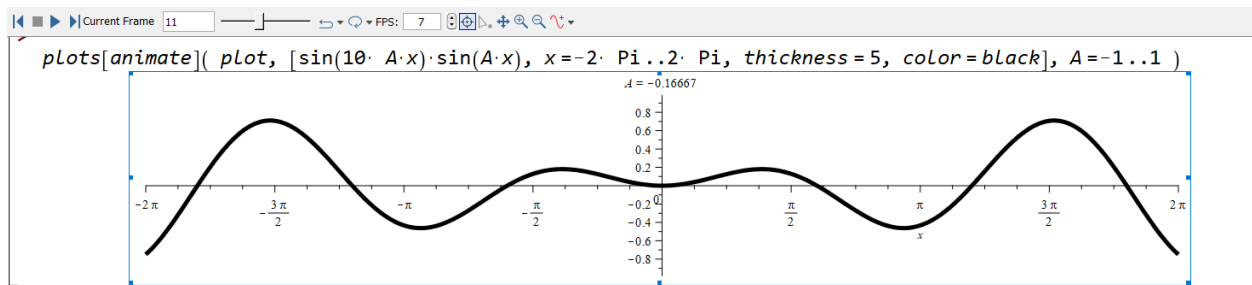 Current Frame 11 FPS: 7
plots[animate]( plot, [sin(10· A·x)·sin(A·x), x=-2· Pi..2· Pi, thickness=5, color=black], A=-1..1 )
A = -0.16667
0.8
0.6
0.4
0.2
-2 π
-3π/2
-π
-π/2
0
π/2
π
3π/2
2 π
-0.2
-0.4
x
-0.6
-0.8